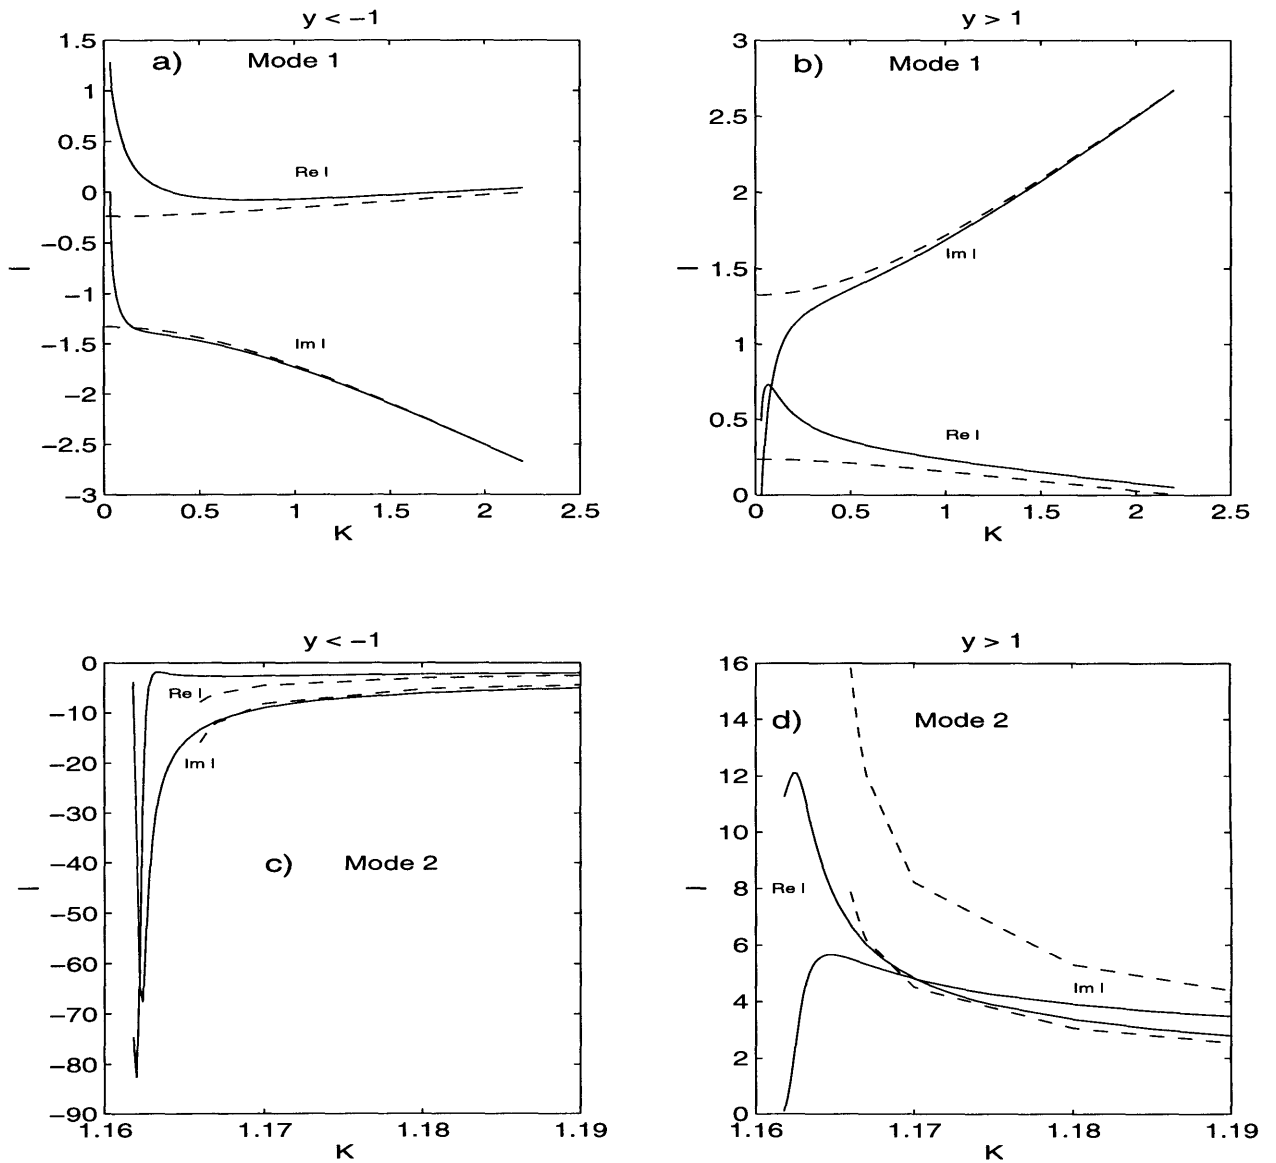 y < −1
1.5
1
0.5
0
−0.5
−1
−1.5
−2
−2.5
−3
a)
Mode 1
Re l
Im l
l
0
0.5
1
1.5
2
2.5
K
y > 1
3
2.5
2
1.5
1
0.5
0
b)
Mode 1
Im l
Re l
l
0
0.5
1
1.5
2
2.5
K
y < −1
0
−10
−20
−30
−40
−50
−60
−70
−80
−90
Re l
Im l
c)
Mode 2
l
1.16
1.17
1.18
1.19
K
y > 1
16
14
12
10
8
6
4
2
0
d)
Mode 2
Re l
Im l
l
1.16
1.17
1.18
1.19
K